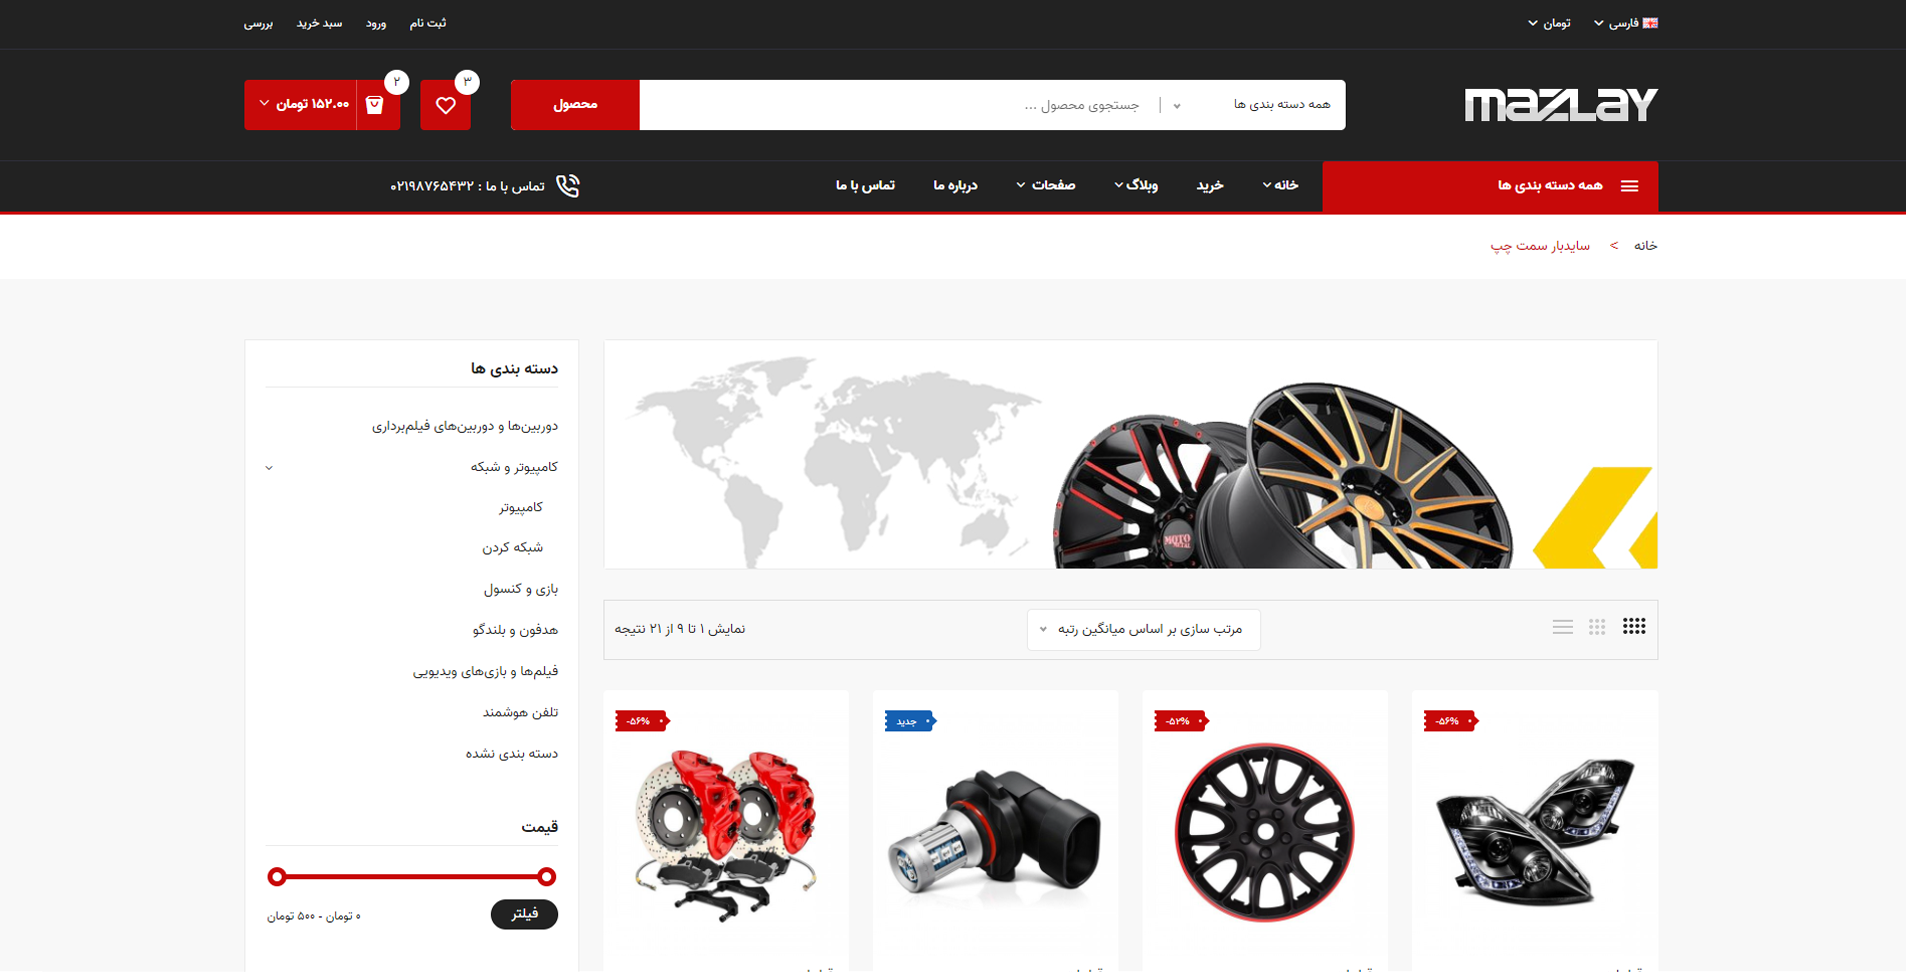 فارسی
تومان
ثبت نام
ورود
سبد خرید
بررسی
MAZLAY
همه دسته بندی ها
جستجوی محصول ...
محصول
۳
۲
۱۵۲.۰۰ تومان
همه دسته بندی ها
خانه
خرید
وبلاگ
صفحات
درباره ما
تماس با ما
تماس با ما : ۰۲۱۹۸۷۶۵۴۳۲
خانه > سایدبار سمت چپ
MOTO
METAL
مرتب سازی بر اساس میانگین رتبه
نمایش ۱ تا ۹ از ۲۱ نتیجه
-۵۶%
-۵۲%
جدید
-۵۶%
دسته بندی ها
دوربین‌ها و دوربین‌های فیلم‌برداری
کامپیوتر و شبکه
کامپیوتر
شبکه کردن
بازی و کنسول
هدفون و بلندگو
فیلم‌ها و بازی‌های ویدیویی
تلفن هوشمند
دسته بندی نشده
قیمت
فیلتر
۰ تومان - ۵۰۰ تومان